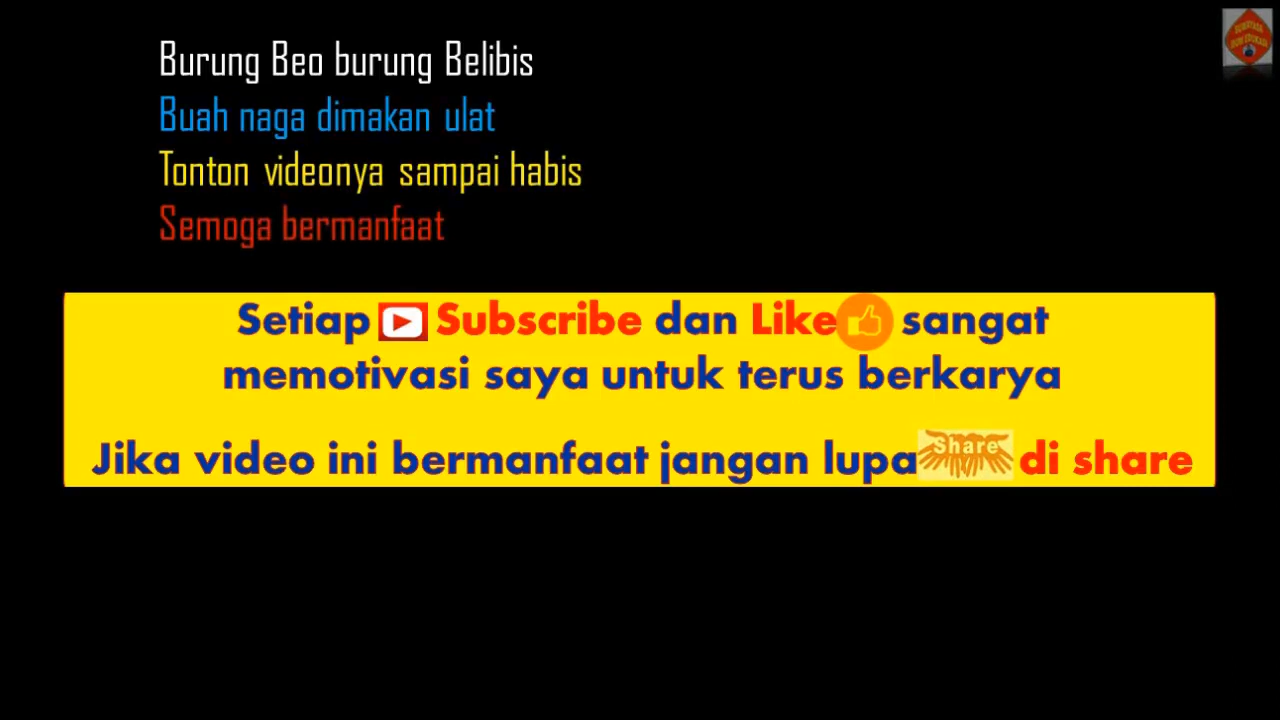 Burung Beo burung Belibis
Buah naga dimakan ulat
Tonton videonya sampai habis
Semoga bermanfaat
Setiap Subscribe dan Like sangat
memotivasi saya untuk terus berkarya
Jika video ini bermanfaat jangan lupa Share di share